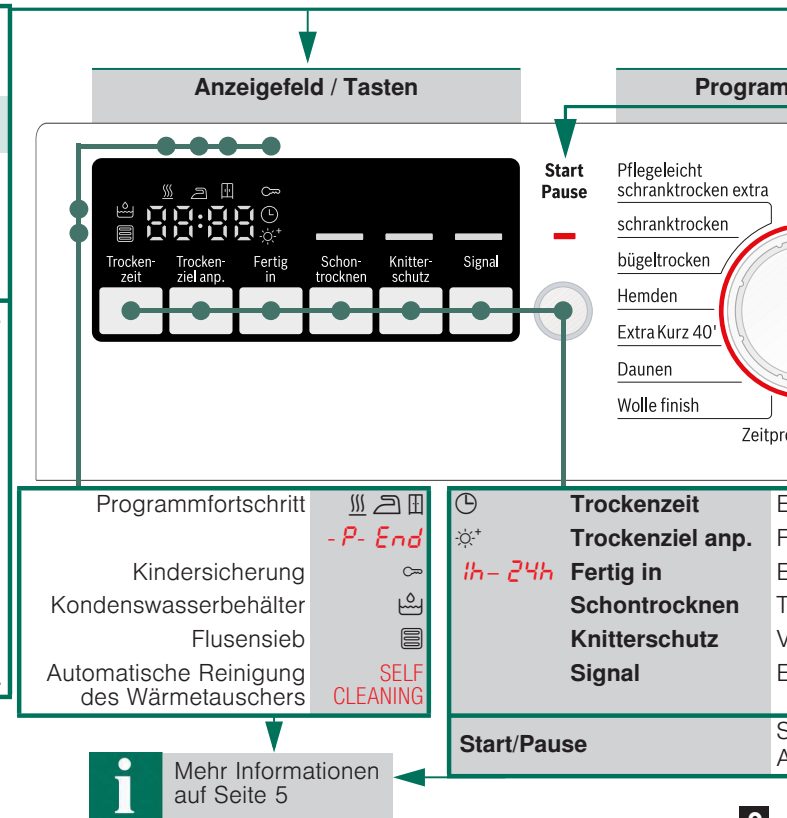 Anzeigefeld / Tasten
Start
Pause
88:88
Trocken-
zeit
Trocken-
ziel anp.
Fertig
in
Schon-
trocknen
Knitter-
schutz
Signal
Pflegeleicht
schranktrocken extra
schranktrocken
bügeltrocken
Hemden
Extra Kurz 40'
Daunen
Wolle finish
Programmfortschritt
-P- End
Kindersicherung
Kondenswasserbehälter
Flusensieb
Automatische Reinigung SELF
des Wärmetauschers CLEANING
Trockenzeit
Trockenziel anp.
1h – 24h Fertig in
Schontrocknen
Knitterschutz
Signal
Start/Pause
i
Mehr Informationen
auf Seite 5